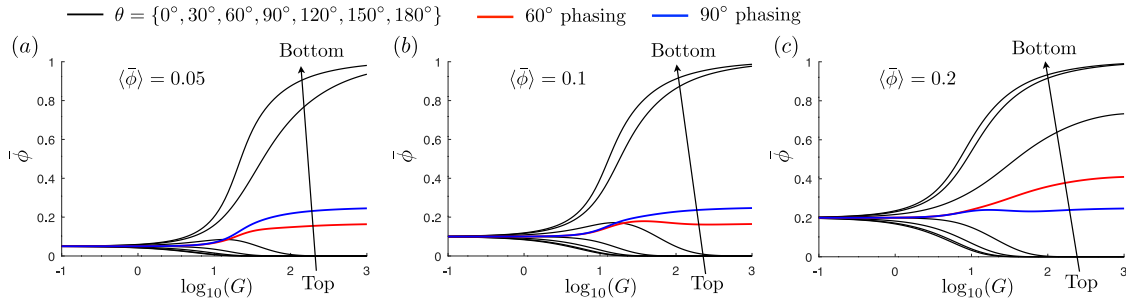 θ = {0°, 30°, 60°, 90°, 120°, 150°, 180°} 60° phasing 90° phasing
(a) (b) (c)
Bottom Bottom Bottom
⟨ϕ̄⟩ = 0.05 ⟨ϕ̄⟩ = 0.1 ⟨ϕ̄⟩ = 0.2
1 1 1
0.8 0.8 0.8
0.6 0.6 0.6
ϕ̄ ϕ̄ ϕ̄
0.4 0.4 0.4
0.2 0.2 0.2
0 0 0
-1 0 1 2 3 -1 0 1 2 3 -1 0 1 2 3
Top Top Top
log₁₀(G) log₁₀(G) log₁₀(G)